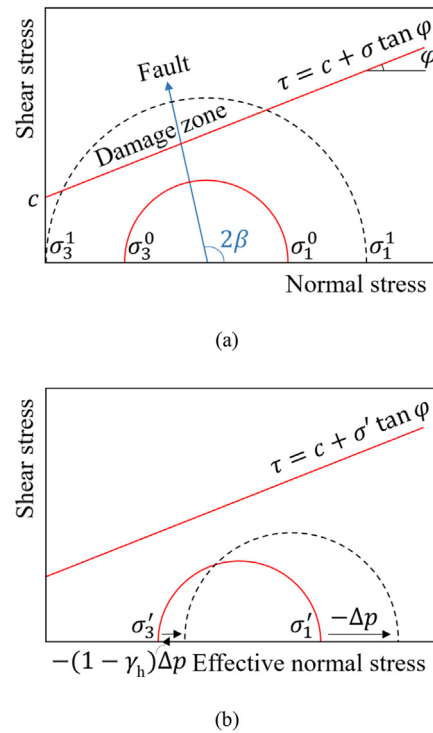 Shear stress
Fault
τ = c + σ tan φ
φ
Damage zone
c
2β
σ₃¹ σ₃⁰ σ₁⁰ σ₁¹
Normal stress
(a)
Shear stress
τ = c + σ' tan φ
σ₃' σ₁' −Δp
−(1 − γₕ)Δp Effective normal stress
(b)